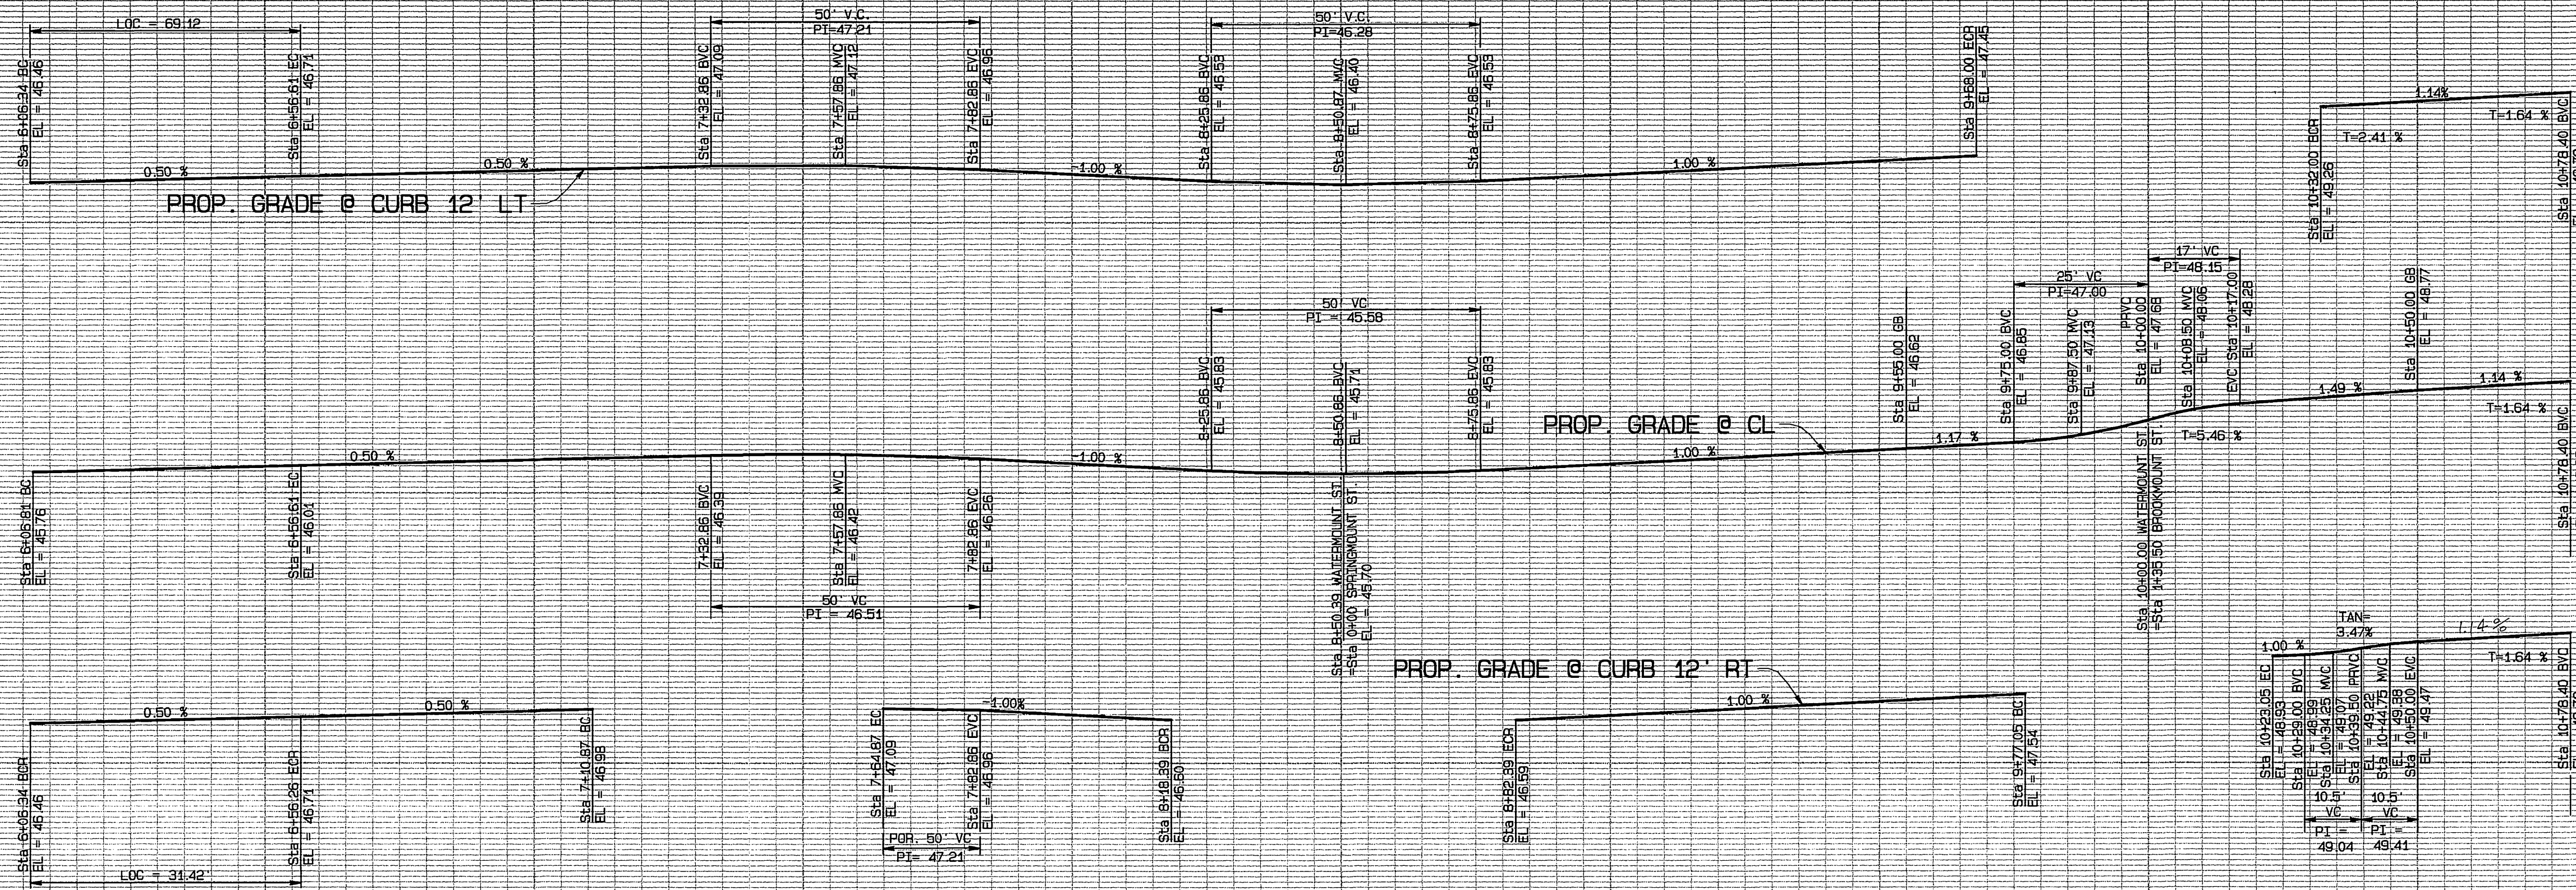 LOC = 69.12
Sta 6+06.34 BC
EL = 46.46
Sta 6+56.61 EC
EL = 46.71
50' V.C.
PI=47.21
Sta 7+32.86 BVC
EL = 47.09
Sta 7+57.86 MVC
EL = 47.12
Sta 7+82.86 EVC
EL = 46.96
50' V.C.
PI=46.28
Sta 8+25.86 BVC
EL = 46.53
Sta 8+50.87 MVC
EL = 46.40
Sta 8+75.86 EVC
EL = 46.53
Sta 9+68.00 ECR
EL = 47.45
0.50 %
0.50 %
-1.00 %
1.00 %
PROP. GRADE @ CURB 12' LT
1.14%
T=1.64 %
T=2.41 %
Sta 10+32.00 BCR
EL = 49.26
Sta 10+78.40 BVC
50' VC
PI = 45.58
8+25.86 BVC
EL = 45.83
8+50.86 BVC
EL = 45.71
8+75.86 EVC
EL = 45.83
Sta 9+55.00 GB
EL = 46.62
25' VC
PI=47.00
Sta 9+75.00 BVC
EL = 46.85
Sta 9+87.50 MVC
EL = 47.13
PRVC
Sta 10+00.00
EL = 47.68
17' VC
PI=48.15
Sta 10+08.50 MVC
EL = 48.06
EVC Sta 10+17.00
EL = 48.28
Sta 10+50.00 GB
EL = 48.77
PROP. GRADE @ CL
0.50 %
-1.00 %
1.00 %
1.17 %
T=5.46 %
1.49 %
1.14 %
T=1.64 %
Sta 6+06.81 BC
EL = 45.76
Sta 6+56.61 EC
EL = 46.01
7+32.86 BVC
EL = 46.39
Sta 7+57.86 MVC
EL = 46.42
7+82.86 EVC
EL = 46.26
50' VC
PI = 46.51
Sta 8+50.39 WATERMOUNT ST.
=Sta 0+00 SPRINGMOUNT ST.
EL = 45.70
Sta 10+00.00 WATERMOUNT ST
=Sta 1+35.50 BROOKMOUNT ST.
Sta 10+78.40 BVC
PROP. GRADE @ CURB 12' RT
0.50 %
0.50 %
-1.00%
1.00 %
1.00 %
TAN=
3.47%
1.14%
T=1.64 %
Sta 6+06.34 BCR
EL = 46.46
Sta 6+56.26 ECR
EL = 46.71
LOC = 31.42'
Sta 7+10.87 BC
EL = 46.98
Sta 7+64.87 EC
EL = 47.09
Sta 7+82.86 EVC
EL = 46.96
POR. 50' VC
PI= 47.21
Sta 8+18.39 BCR
EL = 46.60
Sta 8+82.39 ECR
EL = 46.59
Sta 9+77.05 BC
EL = 47.54
Sta 10+23.05 EC
EL = 48.93
Sta 10+29.00 BVC
EL = 48.99
Sta 10+34.25 MVC
EL = 49.07
Sta 10+39.50 PRVC
EL = 49.22
Sta 10+44.75 MVC
EL = 49.38
Sta 10+50.00 EVC
EL = 49.47
10.5' 10.5'
VC VC
PI = PI =
49.04 49.41
Sta 10+78.40 BVC